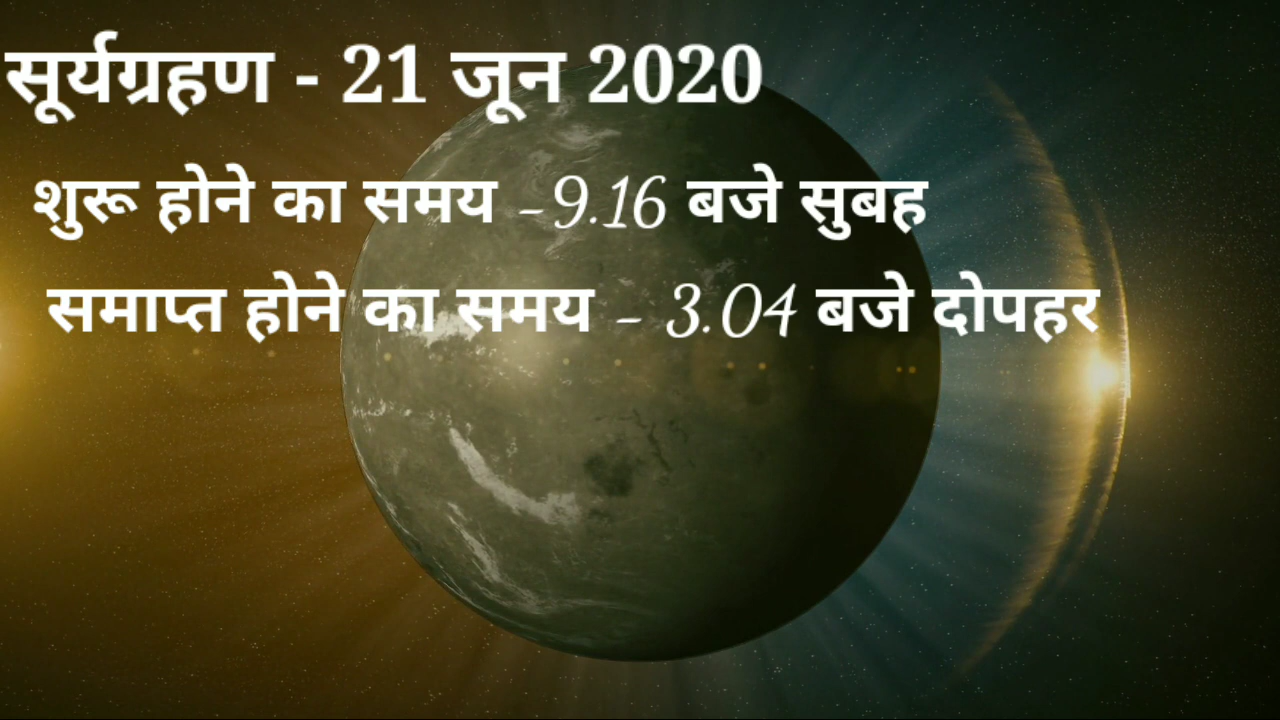 सूर्यग्रहण - 21 जून 2020
शुरू होने का समय -9.16 बजे सुबह
समाप्त होने का समय - 3.04 बजे दोपहर